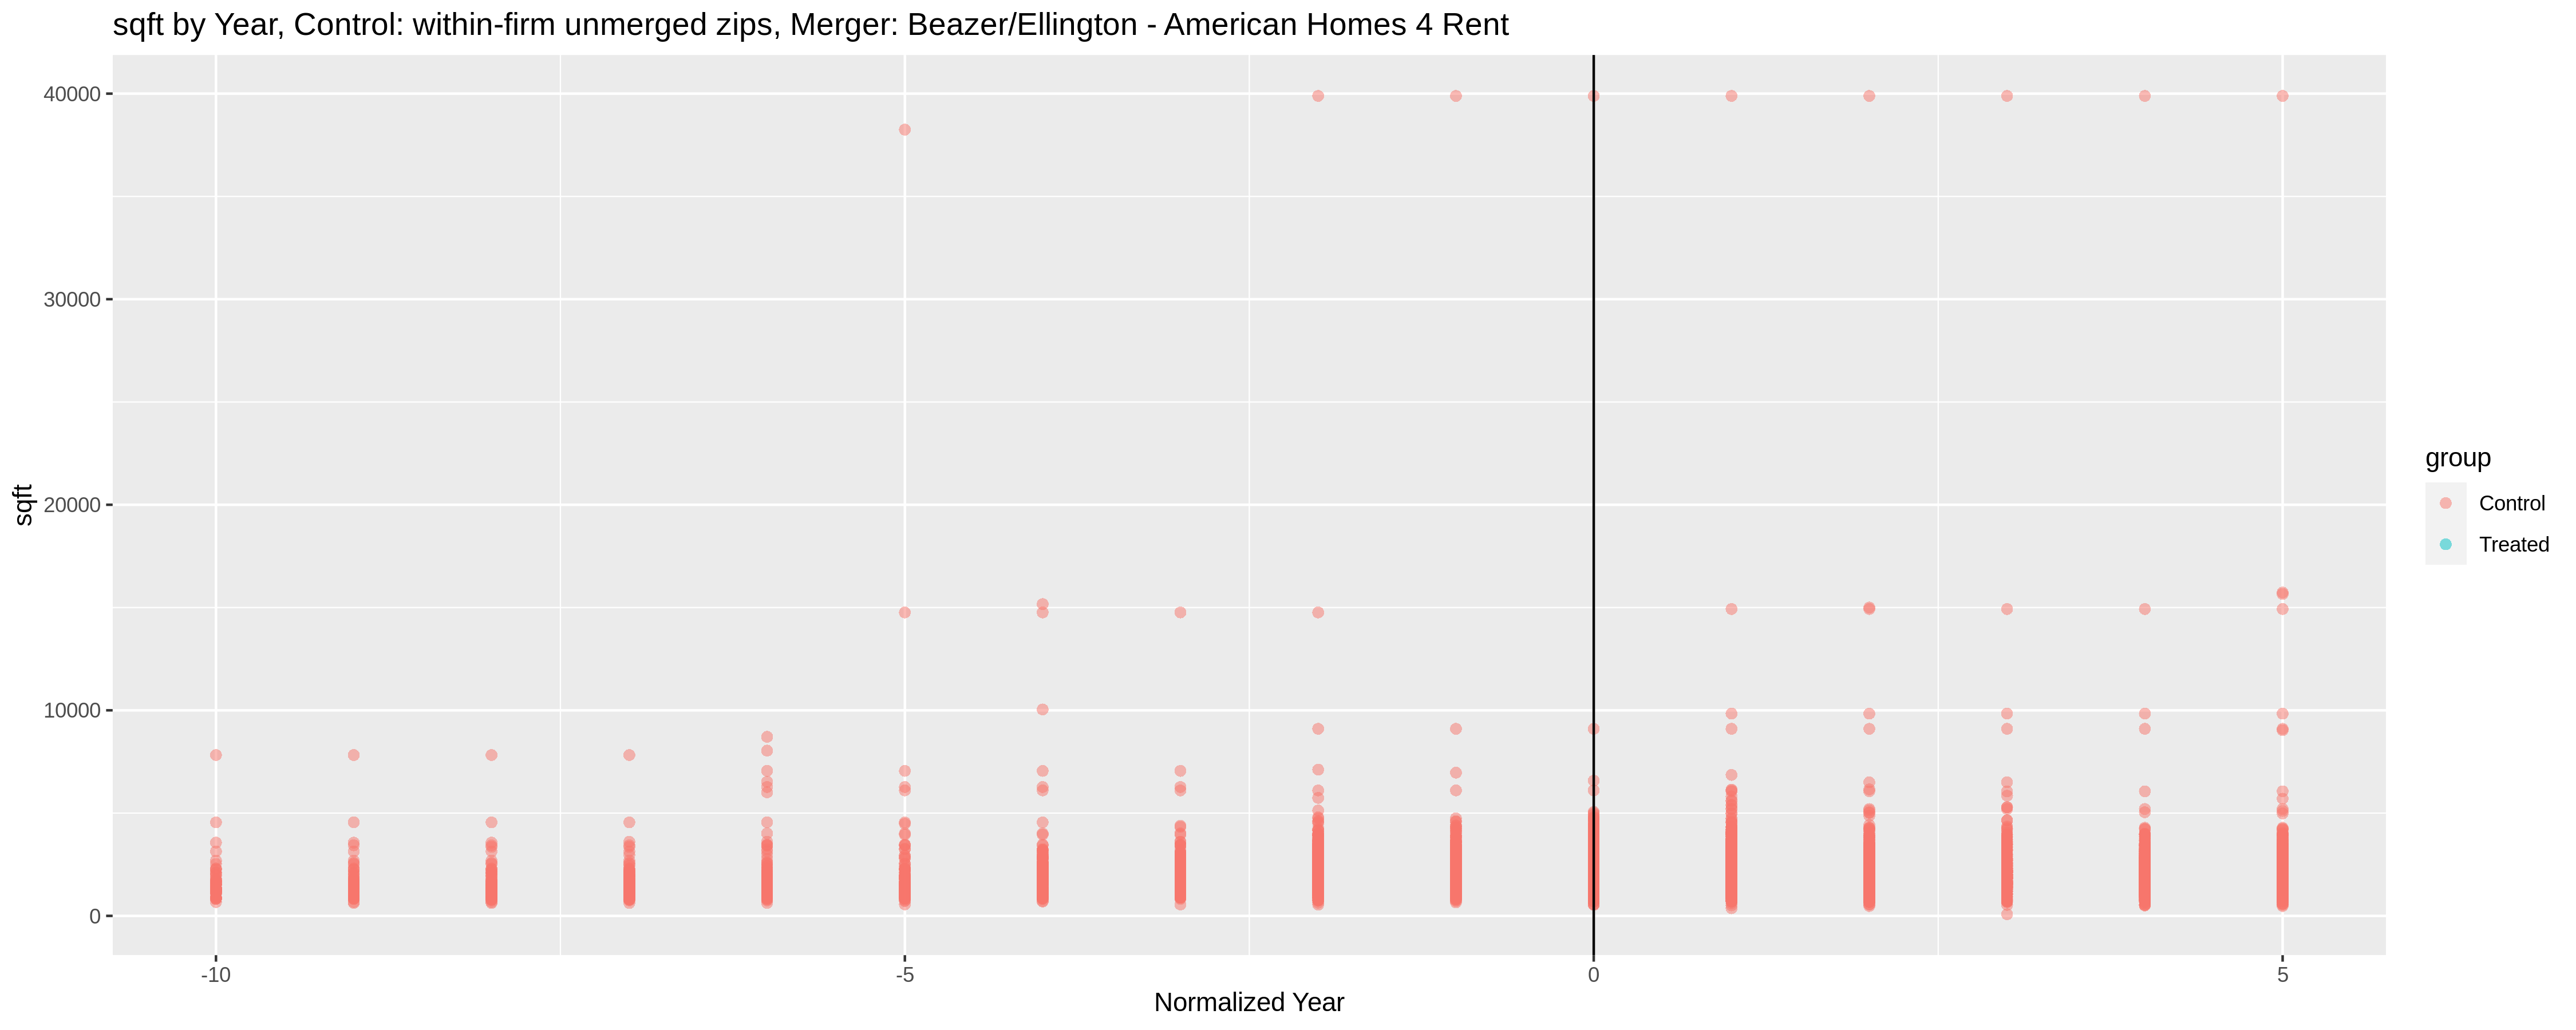 sqft by Year, Control: within-firm unmerged zips, Merger: Beazer/Ellington - American Homes 4 Rent
40000
30000
20000
10000
0
sqft
-10
-5
0
5
Normalized Year
group
Control
Treated